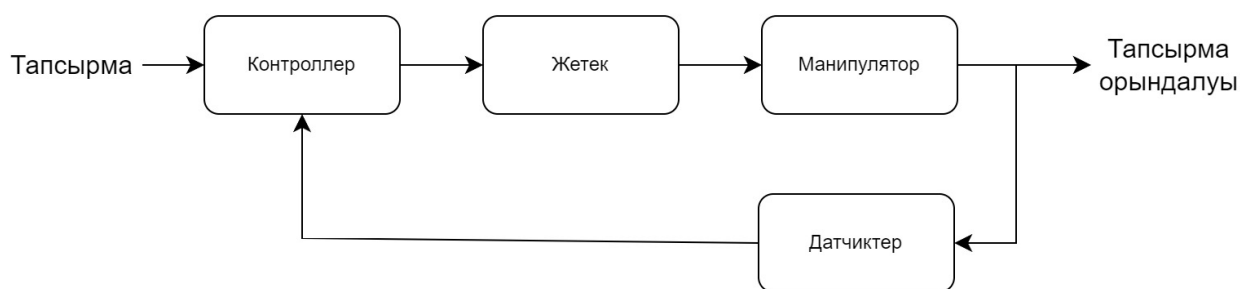 Тапсырма
Контроллер
Жетек
Манипулятор
Тапсырма
орындалуы
Датчиктер